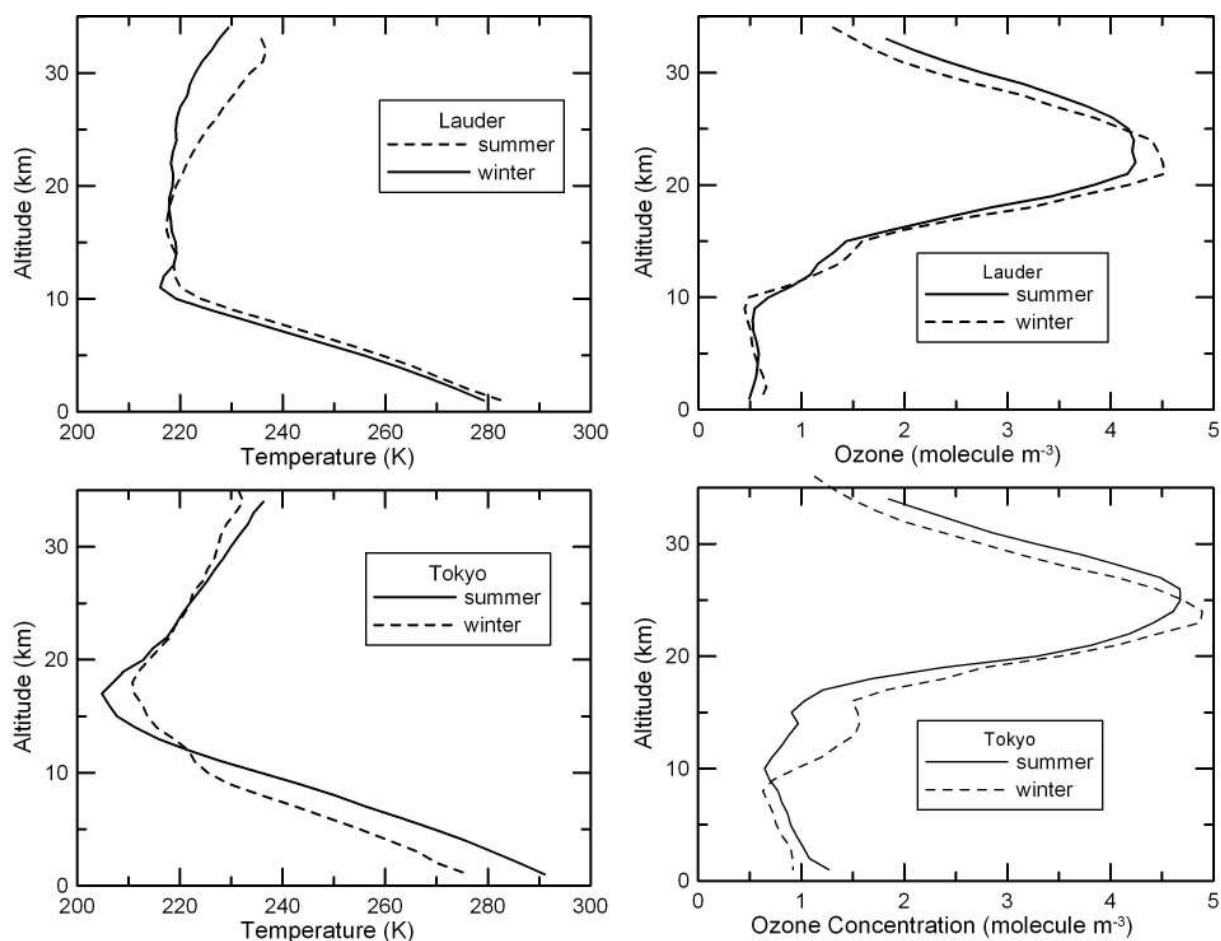 30
20
10
0
Altitude (km)
Lauder
summer
winter
200 220 240 260 280 300
Temperature (K)
30
20
10
0
Altitude (km)
Lauder
summer
winter
0 1 2 3 4 5
Ozone (molecule m-3)
30
20
10
0
Altitude (km)
Tokyo
summer
winter
200 220 240 260 280 300
Temperature (K)
30
20
10
0
Altitude (km)
Tokyo
summer
winter
0 1 2 3 4 5
Ozone Concentration (molecule m-3)